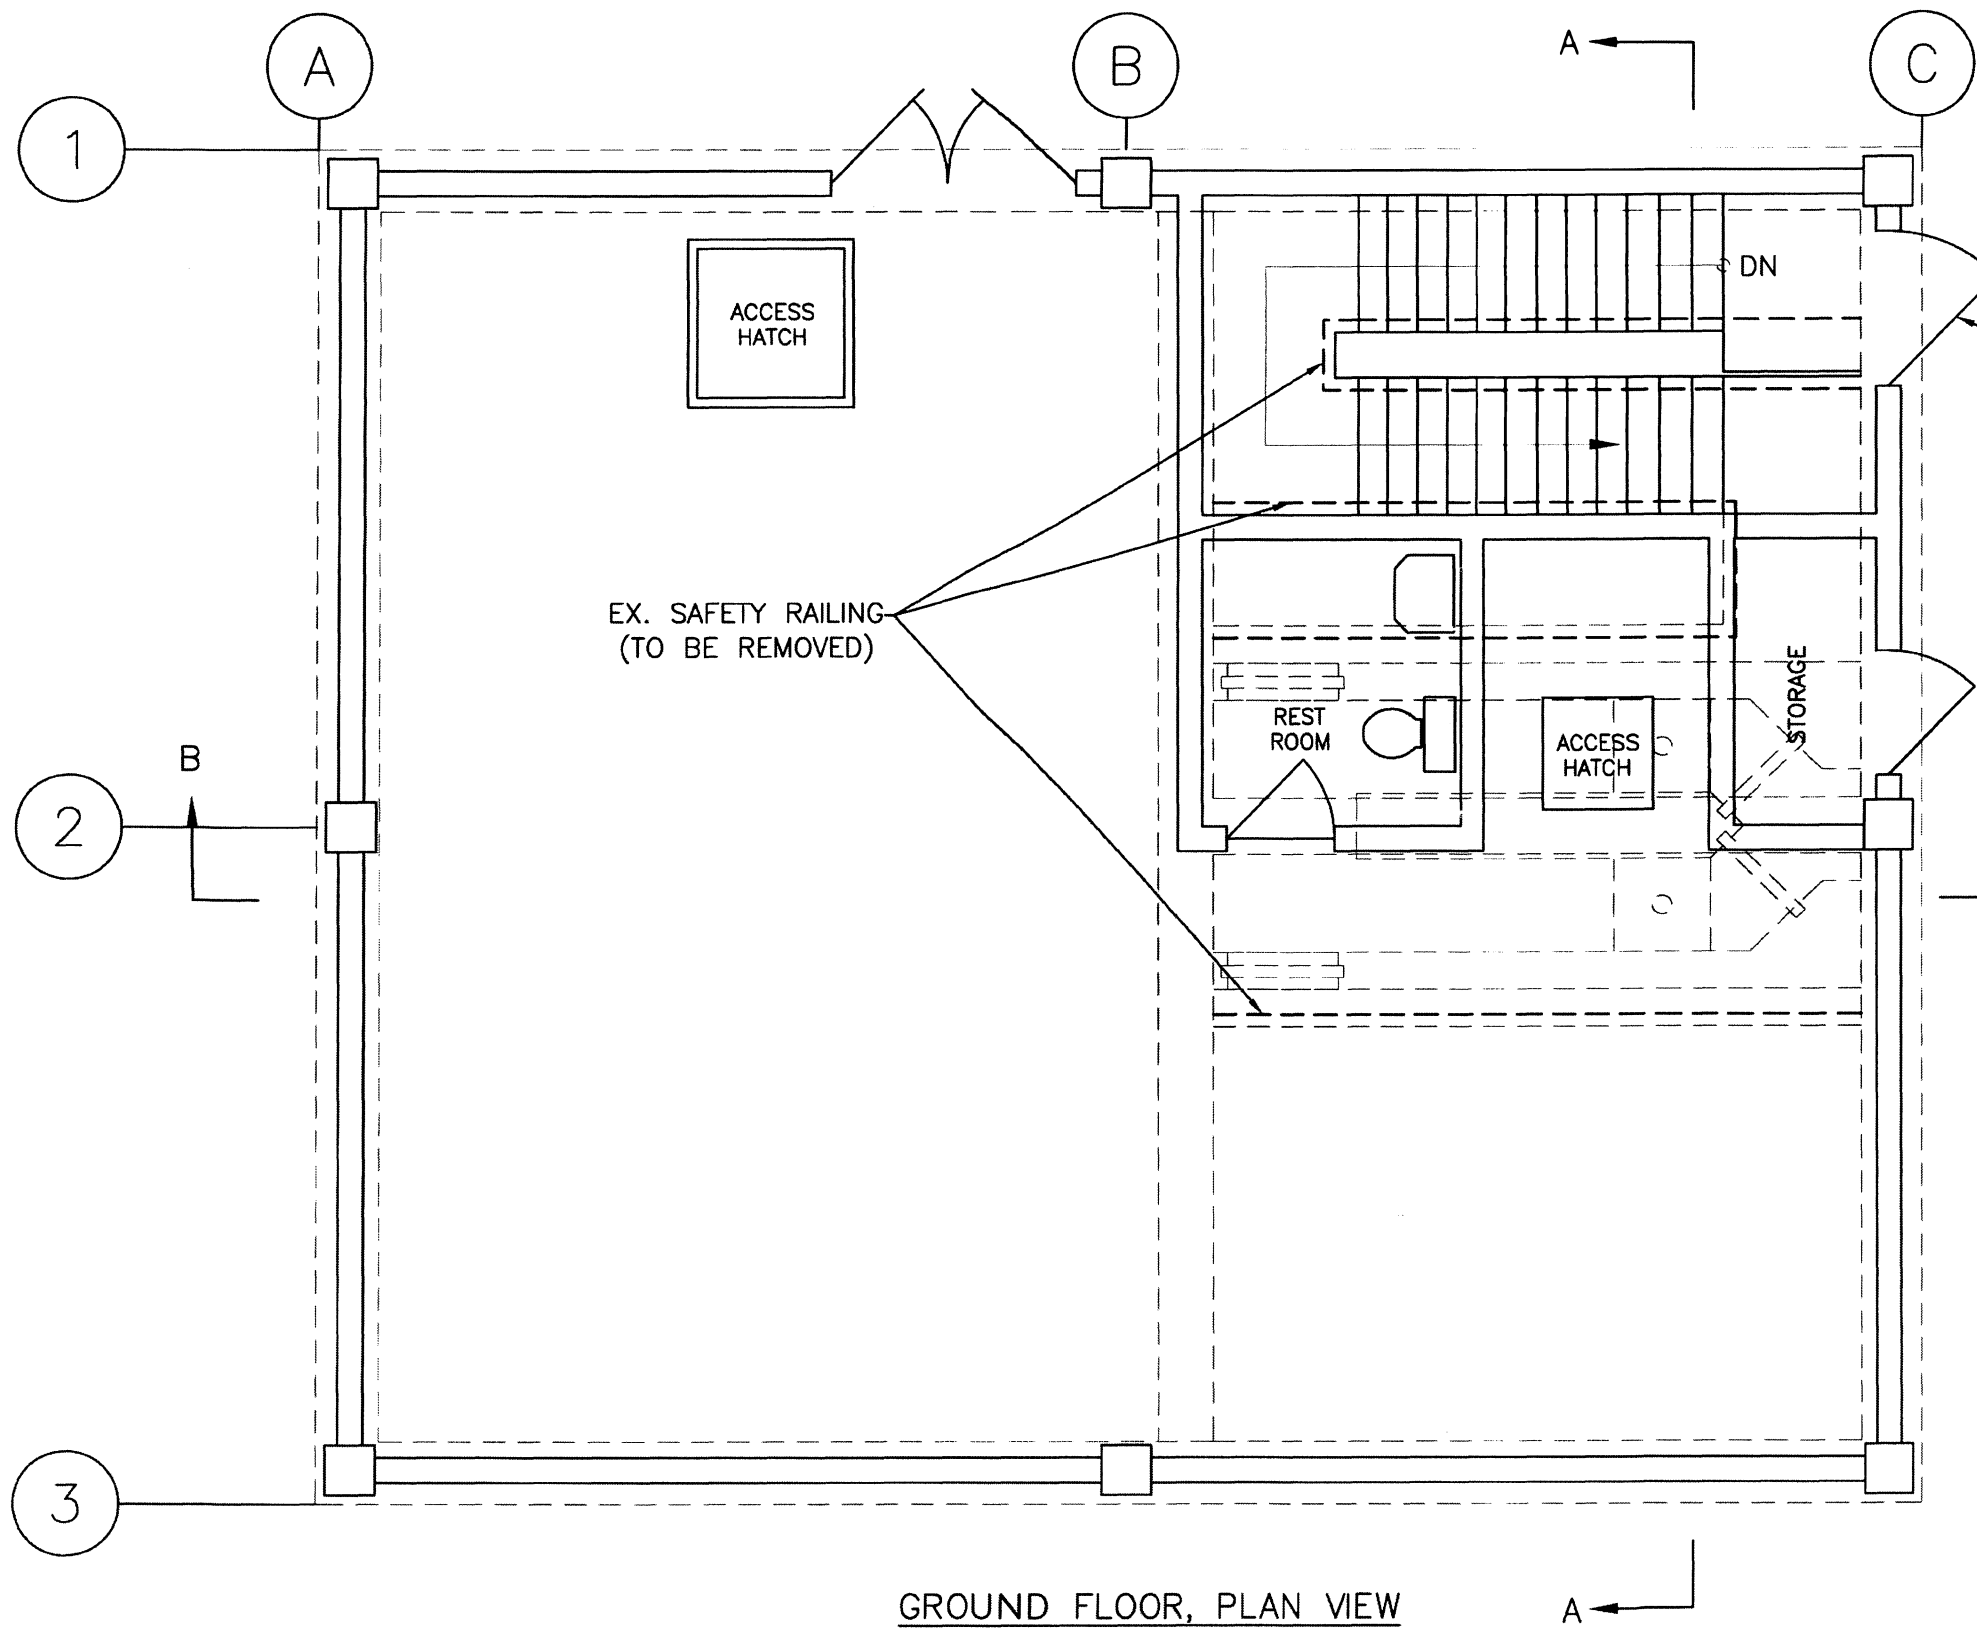 A
B
A
C
1
DN
ACCESS
HATCH
EX. SAFETY RAILING
(TO BE REMOVED)
STORAGE
REST
ROOM
ACCESS
HATCH
B
2
3
GROUND FLOOR, PLAN VIEW
A